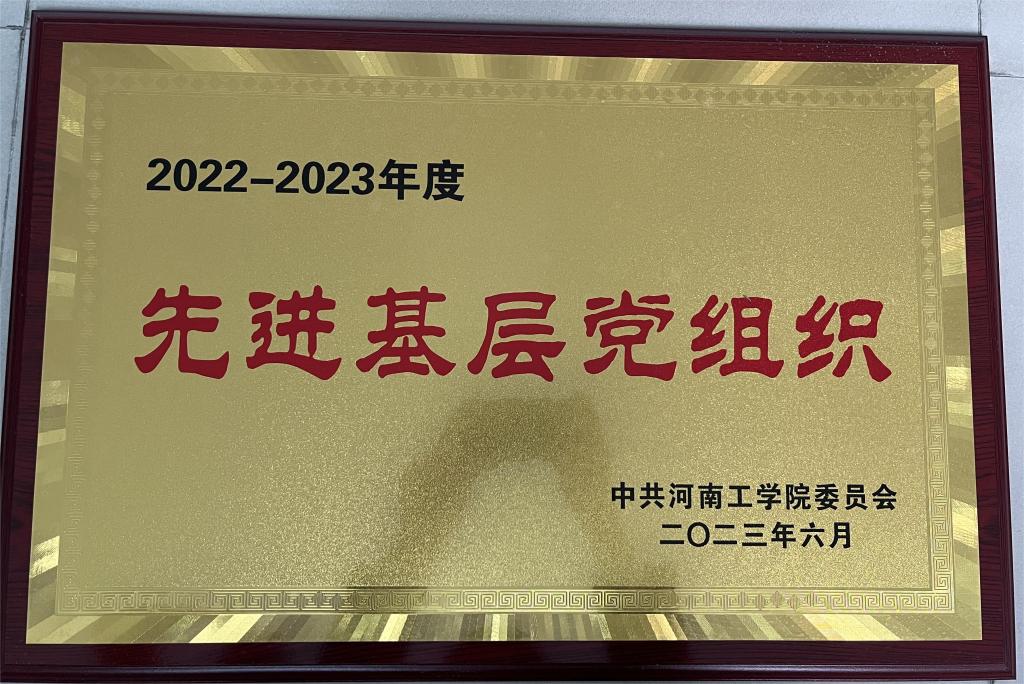 2022-2023年度
先进基层党组织
中共河南工学院委员会
二〇二三年六月